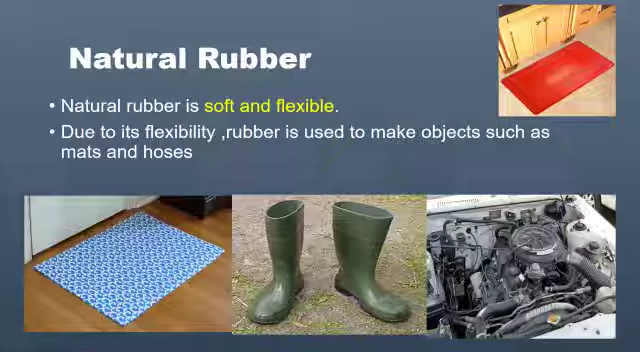 Natural Rubber
• Natural rubber is soft and flexible.
• Due to its flexibility ,rubber is used to make objects such as
mats and hoses